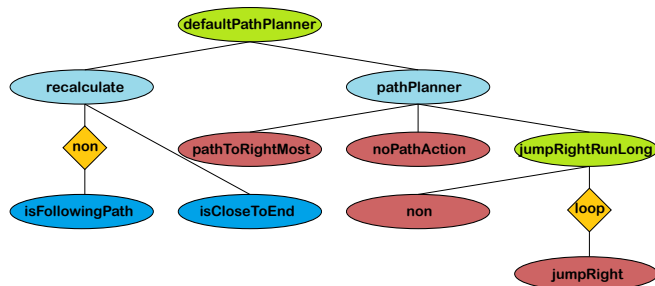 defaultPathPlanner
recalculate
pathPlanner
non
pathToRightMost
noPathAction
jumpRightRunLong
isFollowingPath
isCloseToEnd
non
loop
jumpRight